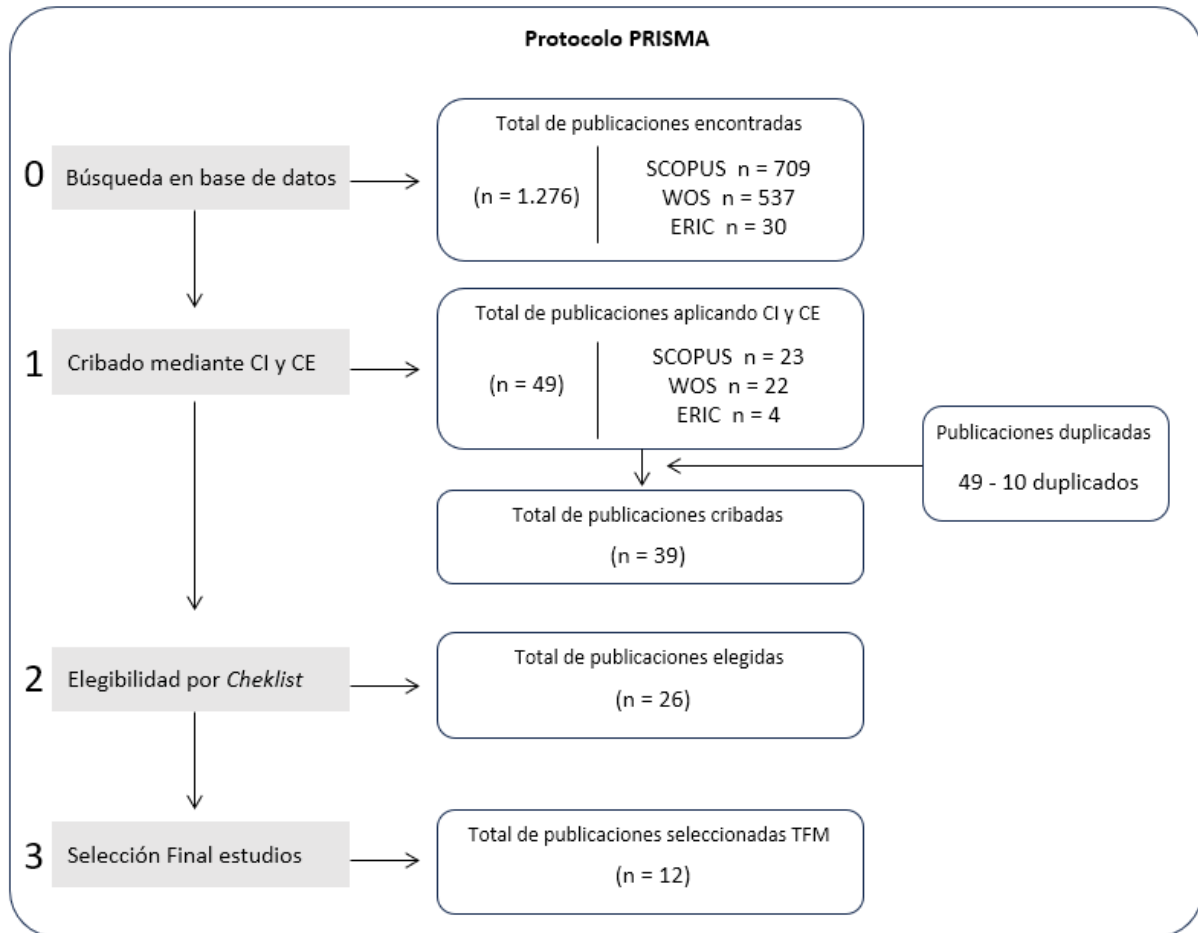 Protocolo PRISMA
0
Búsqueda en base de datos
Total de publicaciones encontradas
(n = 1.276)
SCOPUS n = 709
WOS n = 537
ERIC n = 30
1
Cribado mediante CI y CE
Total de publicaciones aplicando CI y CE
(n = 49)
SCOPUS n = 23
WOS n = 22
ERIC n = 4
Publicaciones duplicadas
49 - 10 duplicados
Total de publicaciones cribadas
(n = 39)
2
Elegibilidad por Cheklist
Total de publicaciones elegidas
(n = 26)
3
Selección Final estudios
Total de publicaciones seleccionadas TFM
(n = 12)